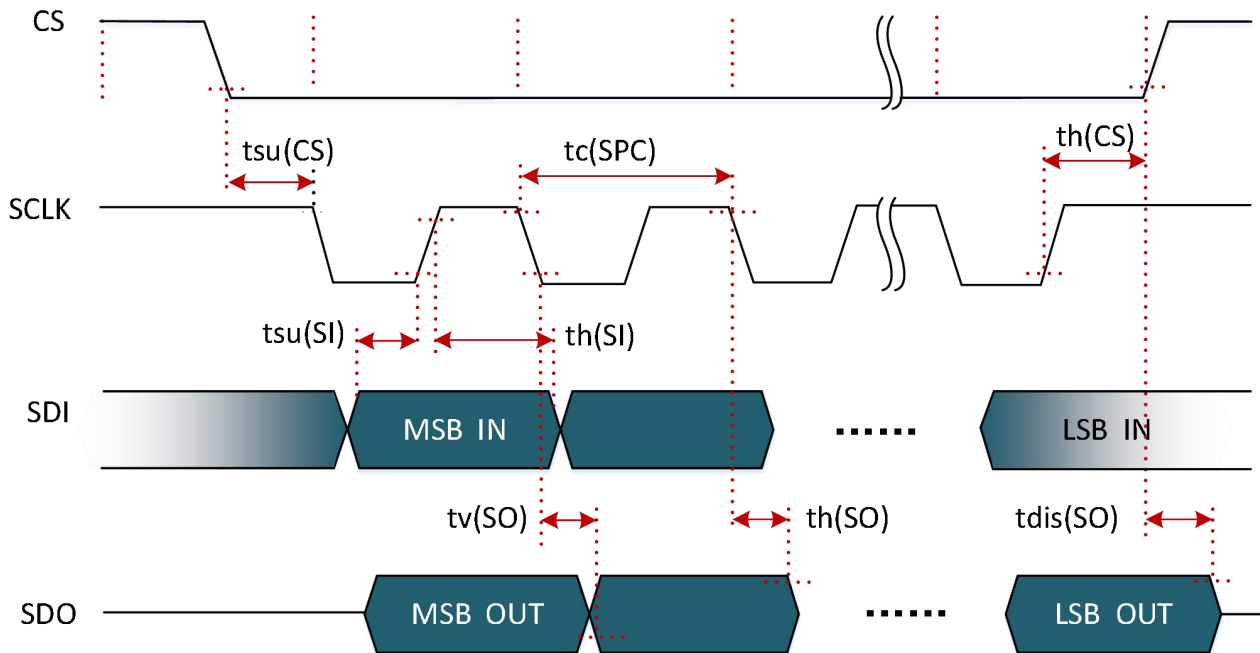 CS
tsu(CS)
tc(SPC)
th(CS)
SCLK
tsu(SI)
th(SI)
SDI
MSB IN
LSB IN
tv(SO)
th(SO)
tdis(SO)
SDO
MSB OUT
LSB OUT